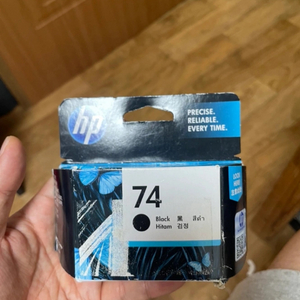 hp
PRECISE.
RELIABLE.
EVERY TIME.
74
Black 黑 สีดำ
Hitam 검정